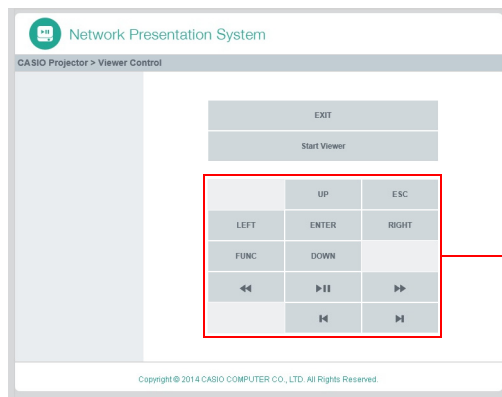 Network Presentation System
CASIO Projector > Viewer Control
EXIT
Start Viewer
UP ESC
LEFT ENTER RIGHT
FUNC DOWN
Copyright © 2014 CASIO COMPUTER CO., LTD. All Rights Reserved.